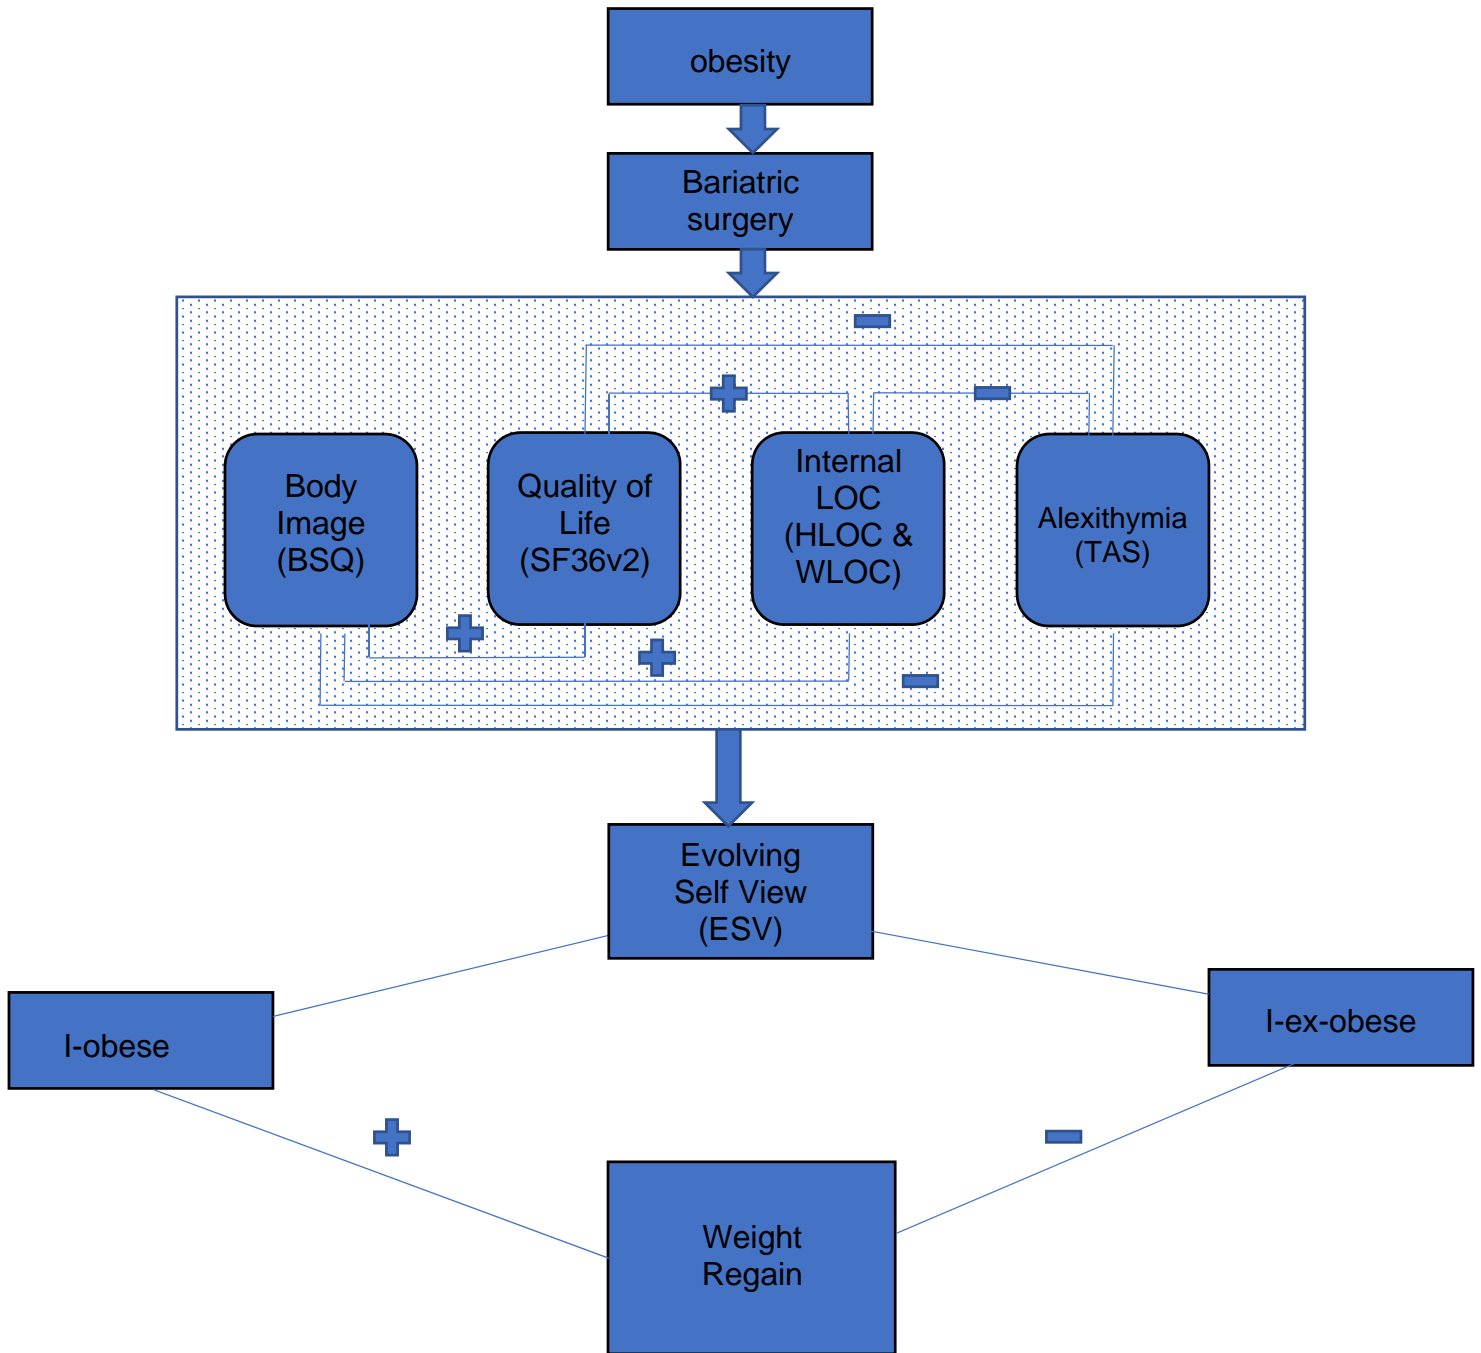 obesity
Bariatric
surgery
Body
Image
(BSQ)
Quality of
Life
(SF36v2)
Internal
LOC
(HLOC &
WLOC)
Alexithymia
(TAS)
Evolving
Self View
(ESV)
I-obese
I-ex-obese
Weight
Regain